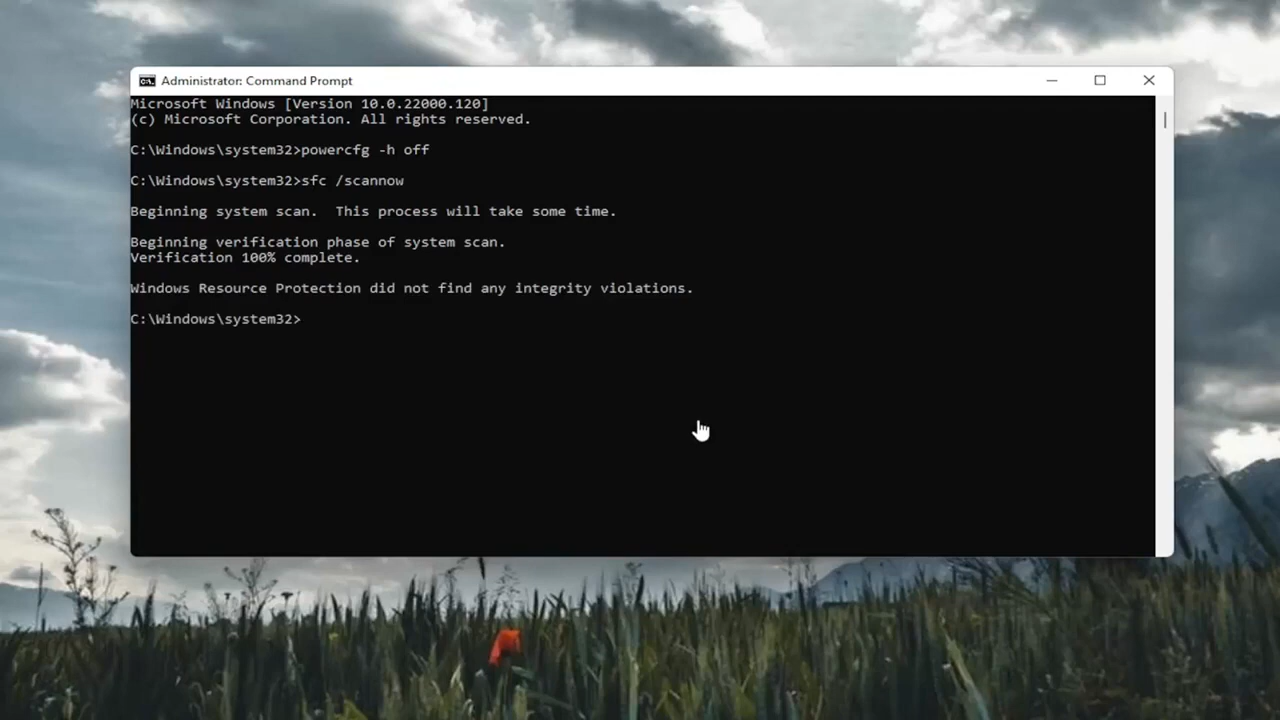 Administrator: Command Prompt
Microsoft Windows [Version 10.0.22000.120]
(c) Microsoft Corporation. All rights reserved.
C:\Windows\system32>powercfg -h off
C:\Windows\system32>sfc /scannow
Beginning system scan.  This process will take some time.
Beginning verification phase of system scan.
Verification 100% complete.
Windows Resource Protection did not find any integrity violations.
C:\Windows\system32>